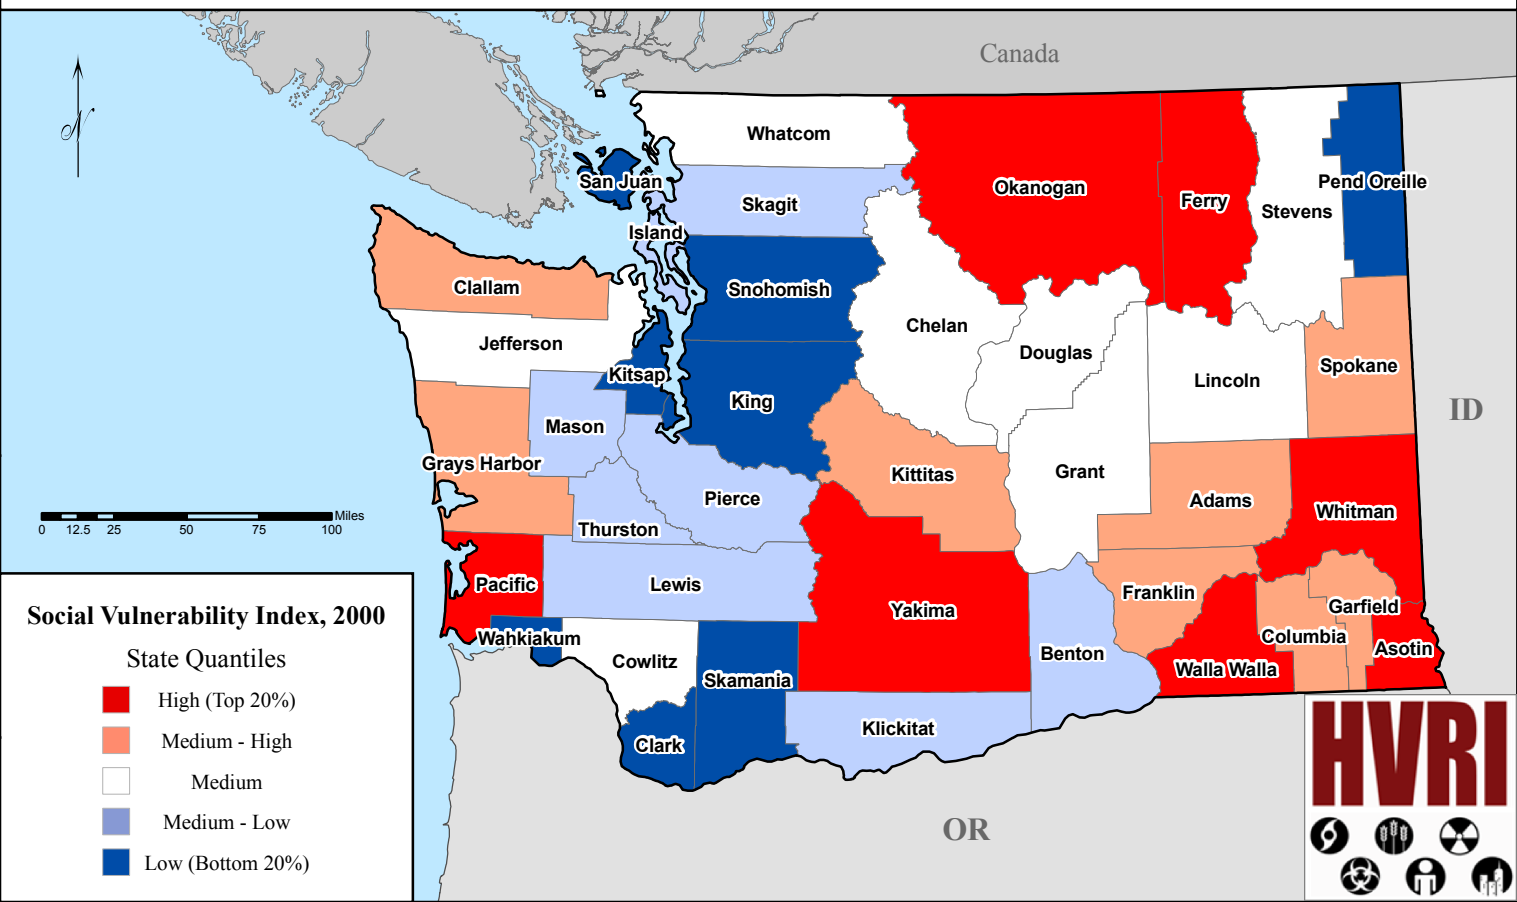 Canada
Whatcom
Okanogan
Ferry
Stevens
Pend Oreille
San Juan
Skagit
Island
Clallam
Snohomish
Chelan
Jefferson
Douglas
Kitsap
King
Lincoln
Spokane
ID
Mason
Grays Harbor
Kittitas
Grant
Pierce
Adams
Whitman
Thurston
Miles
0 12.5 25 50 75 100
Pacific
Lewis
Yakima
Franklin
Garfield
Wahkiakum
Columbia
Asotin
Cowlitz
Benton
Walla Walla
Skamania
Klickitat
Clark
OR
N
Social Vulnerability Index, 2000
State Quantiles
High (Top 20%)
Medium - High
Medium
Medium - Low
Low (Bottom 20%)
HVRI